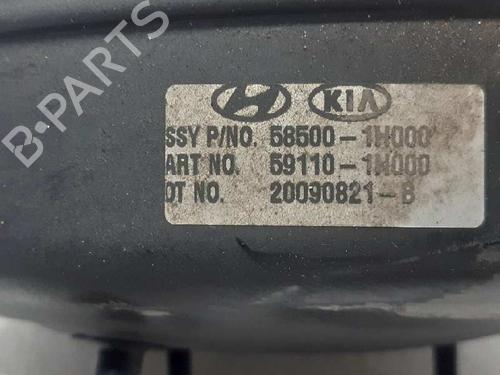 B-PARTS
KIA
SSY P/NO. 58500-1H000
ART NO. 59110-1H000
OT NO. 20090821-B